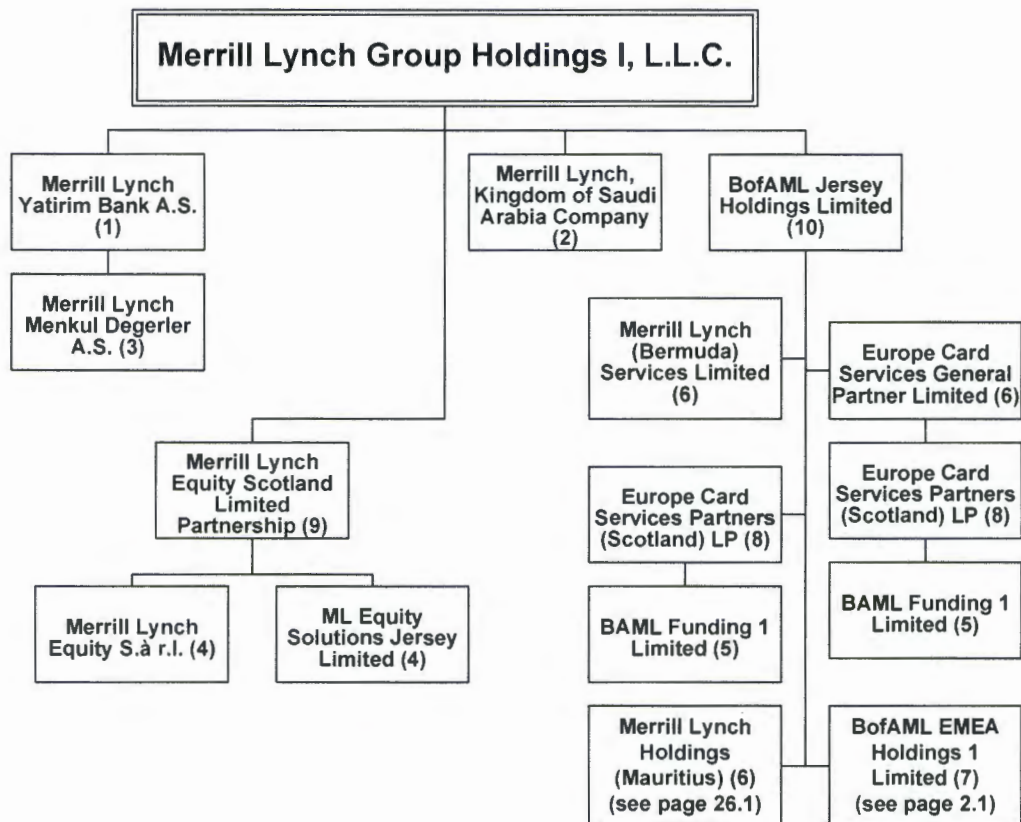 Merrill Lynch Group Holdings I, L.L.C.
Merrill Lynch
Yatirim Bank A.S.
(1)
Merrill Lynch,
Kingdom of Saudi
Arabia Company
(2)
BofAML Jersey
Holdings Limited
(10)
Merrill Lynch
Menkul Degerler
A.S. (3)
Merrill Lynch
(Bermuda)
Services Limited
(6)
Europe Card
Services General
Partner Limited (6)
Merrill Lynch
Equity Scotland
Limited
Partnership (9)
Europe Card
Services Partners
(Scotland) LP (8)
Europe Card
Services Partners
(Scotland) LP (8)
Merrill Lynch
Equity S.à r.l. (4)
ML Equity
Solutions Jersey
Limited (4)
BAML Funding 1
Limited (5)
BAML Funding 1
Limited (5)
Merrill Lynch
Holdings
(Mauritius) (6)
(see page 26.1)
BofAML EMEA
Holdings 1
Limited (7)
(see page 2.1)